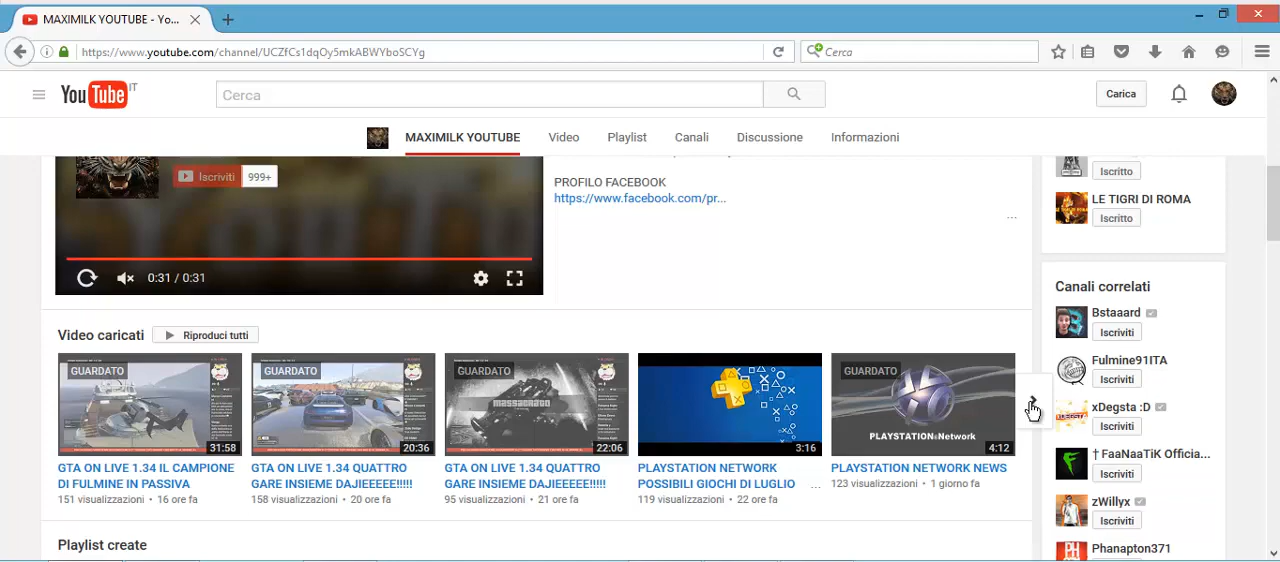 MAXIMILK YOUTUBE - Yo...
https://www.youtube.com/channel/UCZfCs1dqOy5mkABWYboSCYg
Cerca
YouTube IT
Cerca
Carica
MAXIMILK YOUTUBE Video Playlist Canali Discussione Informazioni
Iscriviti 999+
0:31 / 0:31
PROFILO FACEBOOK
https://www.facebook.com/pr...
...
Iscritto
LE TIGRI DI ROMA
Iscritto
Video caricati Riproduci tutti
GUARDATO
31:58
GTA ON LIVE 1.34 IL CAMPIONE
DI FULMINE IN PASSIVA
151 visualizzazioni • 16 ore fa
GUARDATO
20:36
GTA ON LIVE 1.34 QUATTRO
GARE INSIEME DAJIEEEEE!!!!!
158 visualizzazioni • 20 ore fa
GUARDATO
MASSACRATO
22:06
GTA ON LIVE 1.34 QUATTRO
GARE INSIEME DAJIEEEEE!!!!!
95 visualizzazioni • 21 ore fa
3:16
PLAYSTATION NETWORK
POSSIBILI GIOCHI DI LUGLIO ...
119 visualizzazioni • 22 ore fa
GUARDATO
PLAYSTATION®Network
4:12
PLAYSTATION NETWORK NEWS
123 visualizzazioni • 1 giorno fa
Canali correlati
Bstaaard
Iscriviti
Fulmine91ITA
Iscriviti
xDegsta :D
Iscriviti
† FaaNaaTiK Officia...
Iscriviti
zWillyx
Iscriviti
Phanapton371
Playlist create